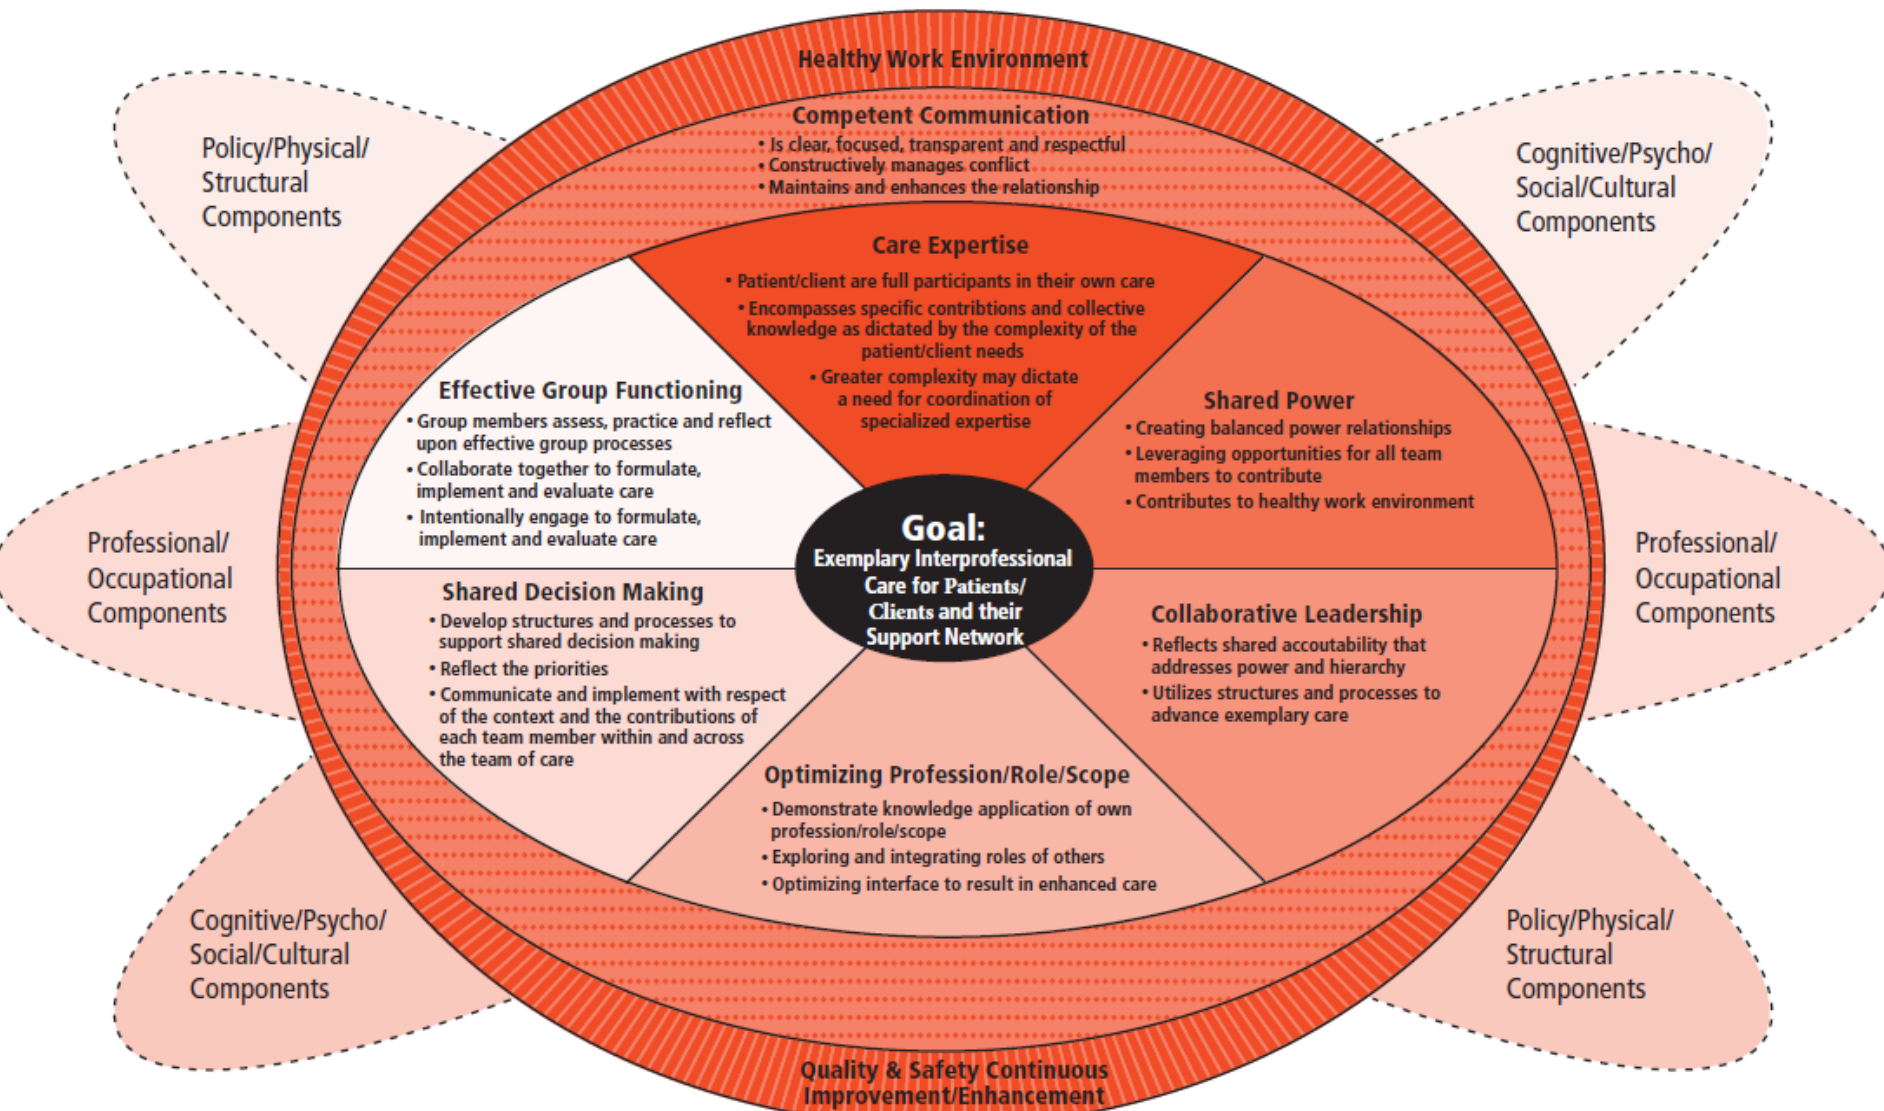 Healthy Work Environment
Competent Communication
• Is clear, focused, transparent and respectful
• Constructively manages conflict
• Maintains and enhances the relationship
Policy/Physical/
Structural
Components
Cognitive/Psycho/
Social/Cultural
Components
Care Expertise
• Patient/client are full participants in their own care
• Encompasses specific contribtions and collective
knowledge as dictated by the complexity of the
patient/client needs
• Greater complexity may dictate
a need for coordination of
specialized expertise
Effective Group Functioning
• Group members assess, practice and reflect
upon effective group processes
• Collaborate together to formulate,
implement and evaluate care
• Intentionally engage to formulate,
implement and evaluate care
Shared Power
• Creating balanced power relationships
• Leveraging opportunities for all team
members to contribute
• Contributes to healthy work environment
Goal:
Exemplary Interprofessional
Care for Patients/
Clients and their
Support Network
Professional/
Occupational
Components
Professional/
Occupational
Components
Shared Decision Making
• Develop structures and processes to
support shared decision making
• Reflect the priorities
• Communicate and implement with respect
of the context and the contributions of
each team member within and across
the team of care
Collaborative Leadership
• Reflects shared accoutability that
addresses power and hierarchy
• Utilizes structures and processes to
advance exemplary care
Optimizing Profession/Role/Scope
• Demonstrate knowledge application of own
profession/role/scope
• Exploring and integrating roles of others
• Optimizing interface to result in enhanced care
Cognitive/Psycho/
Social/Cultural
Components
Policy/Physical/
Structural
Components
Quality & Safety Continuous
Improvement/Enhancement